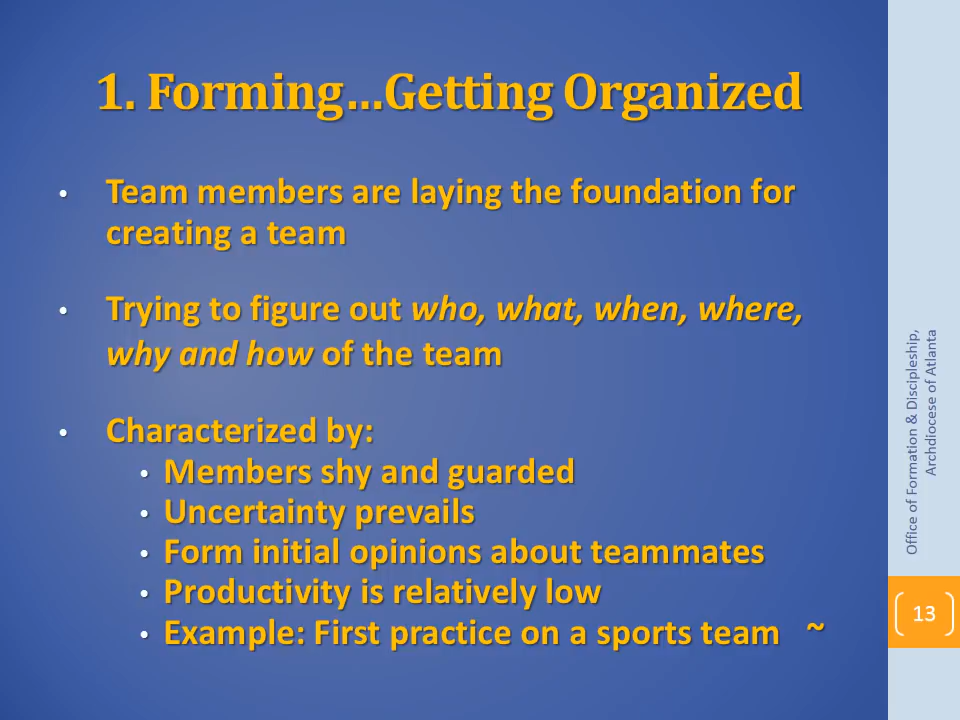 1. Forming...Getting Organized
• Team members are laying the foundation for
creating a team
• Trying to figure out who, what, when, where,
why and how of the team
• Characterized by:
• Members shy and guarded
• Uncertainty prevails
• Form initial opinions about teammates
• Productivity is relatively low
• Example: First practice on a sports team ~
Office of Formation & Discipleship,
Archdiocese of Atlanta
13